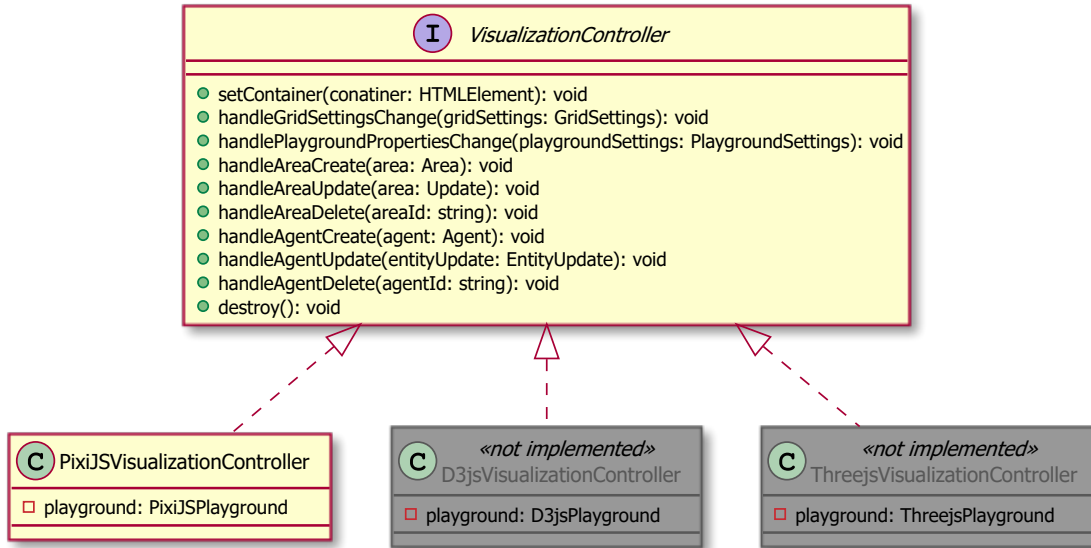 I VisualizationController
setContainer(conatiner: HTMLElement): void
handleGridSettingsChange(gridSettings: GridSettings): void
handlePlaygroundPropertiesChange(playgroundSettings: PlaygroundSettings): void
handleAreaCreate(area: Area): void
handleAreaUpdate(area: Update): void
handleAreaDelete(areaId: string): void
handleAgentCreate(agent: Agent): void
handleAgentUpdate(entityUpdate: EntityUpdate): void
handleAgentDelete(agentId: string): void
destroy(): void
C PixiJSVisualizationController
playground: PixiJSPlayground
C «not implemented»
D3jsVisualizationController
playground: D3jsPlayground
C «not implemented»
ThreejsVisualizationController
playground: ThreejsPlayground